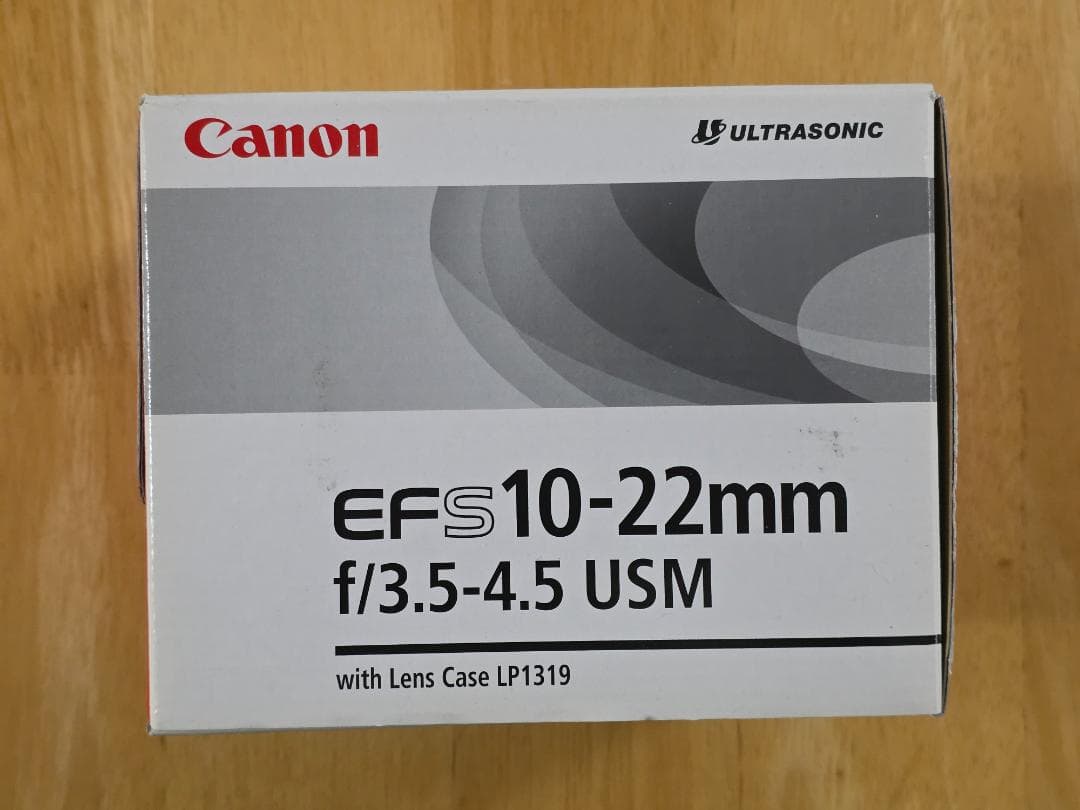 Canon
ULTRASONIC
EFS10-22mm
f/3.5-4.5 USM
with Lens Case LP1319